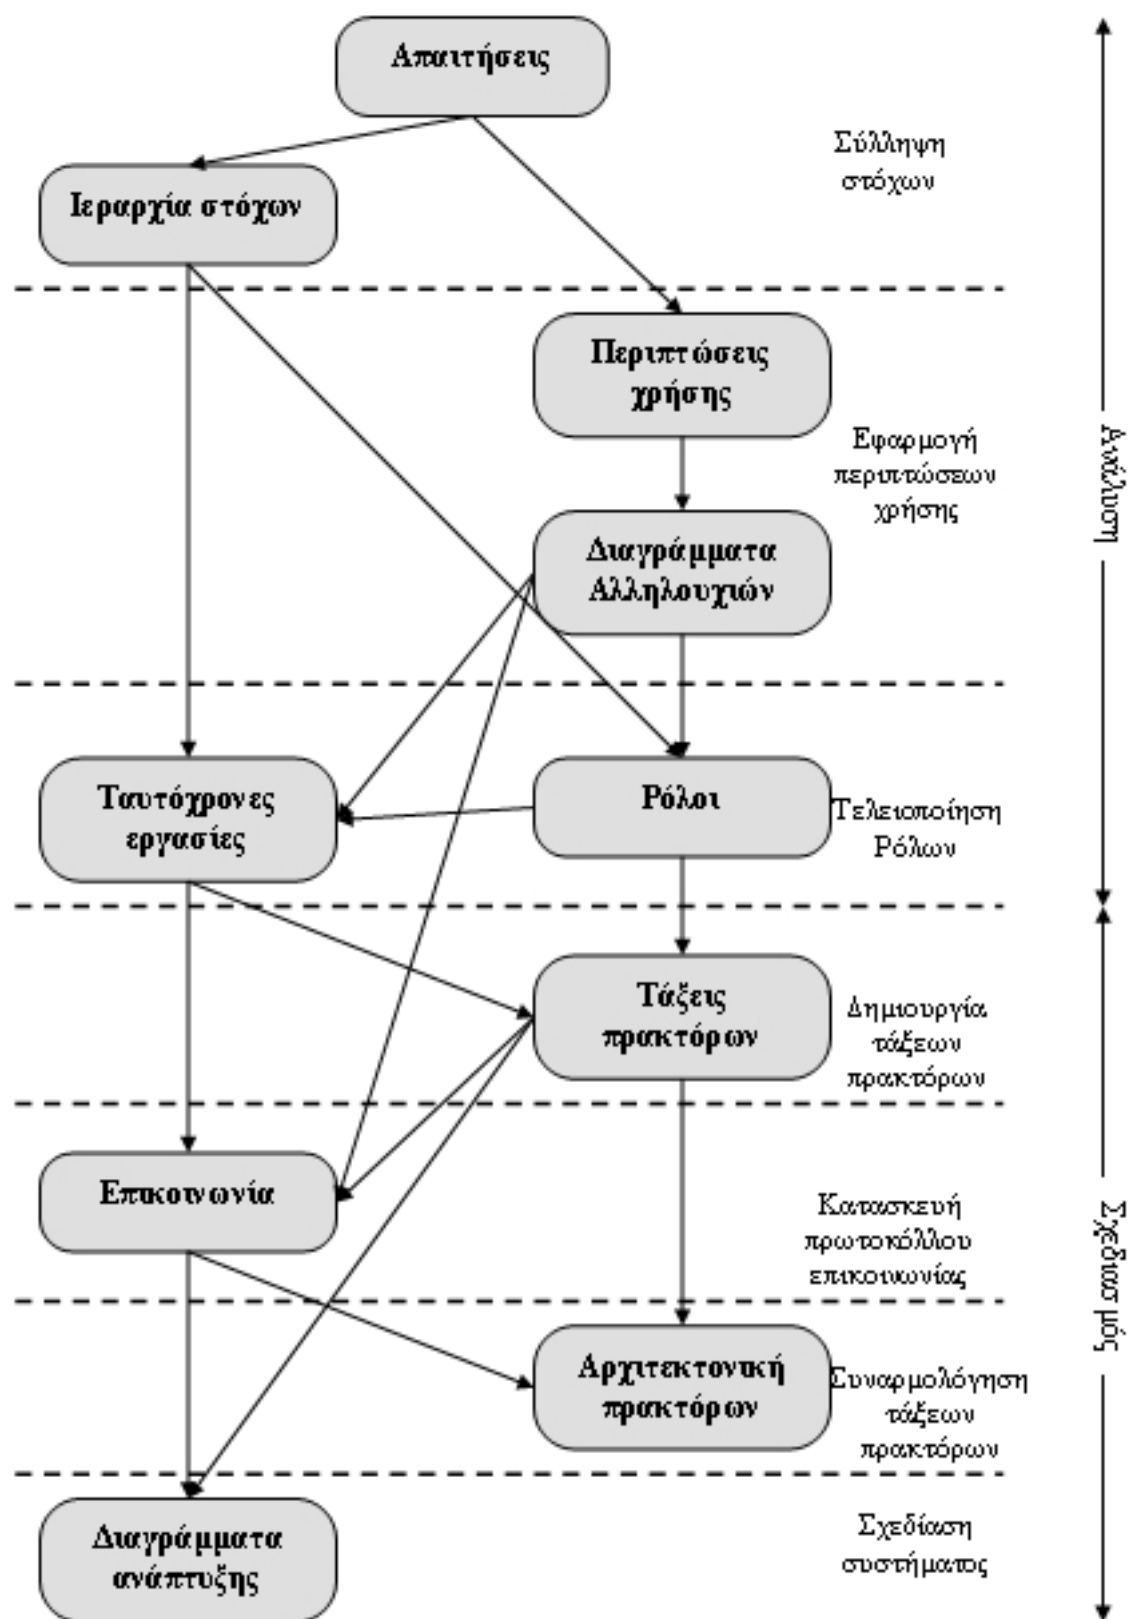 Απαιτήσεις
Σύλληψη
στόχων
Ιεραρχία στόχων
Περιπτώσεις
χρήσης
Εφαρμογή
περιπτώσεων
χρήσης
Ανάλυση
Διαγράμματα
Αλληλουχιών
Ταυτόχρονες
εργασίες
Ρόλοι
Τελειοποίηση
Ρόλων
Τάξεις
πρακτόρων
Δημιουργία
τάξεων
πρακτόρων
Επικοινωνία
Κατασκευή
πρωτοκόλλου
επικοινωνίας
Σχεδιασμός
Αρχιτεκτονική
πρακτόρων
Συναρμολόγηση
τάξεων
πρακτόρων
Διαγράμματα
ανάπτυξης
Σχεδίαση
συστήματος